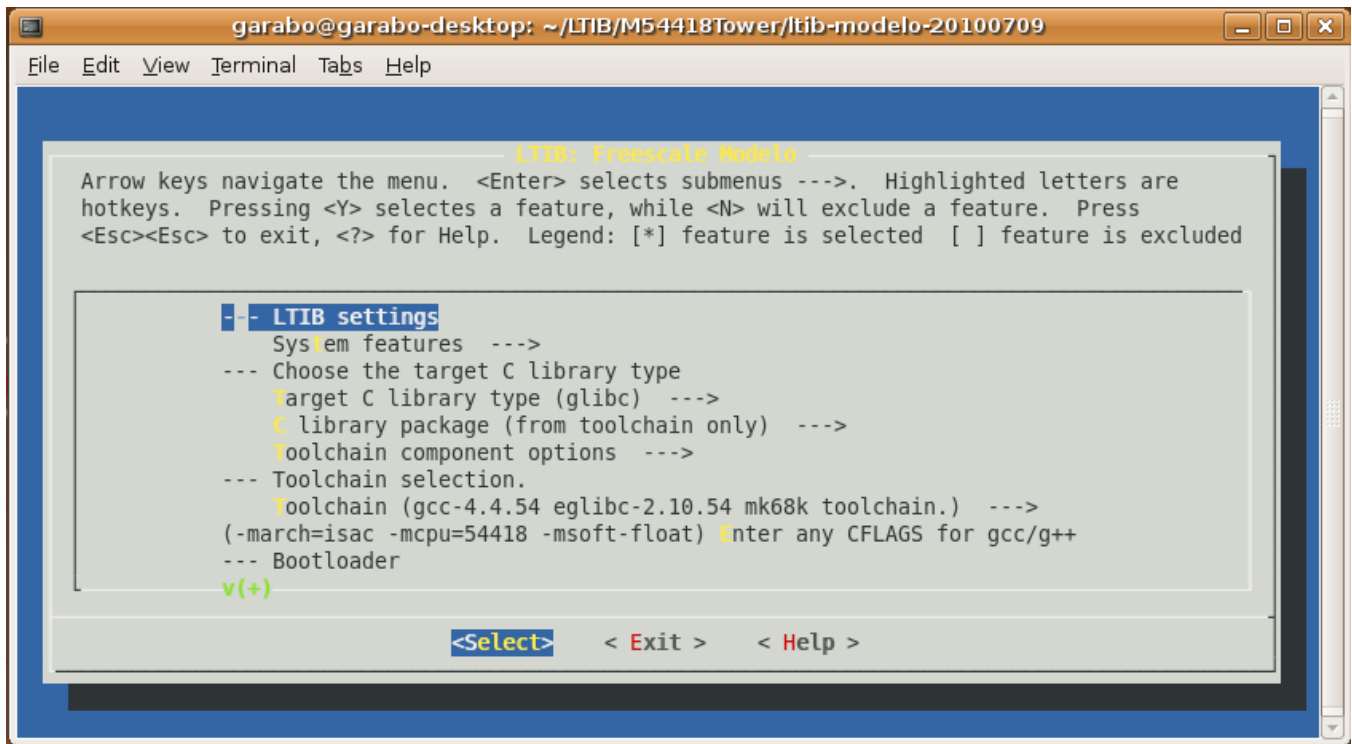 garabo@garabo-desktop: ~/LTIB/M54418Tower/ltib-modelo-20100709
File Edit View Terminal Tabs Help
LTIB: Freescale Modelo
Arrow keys navigate the menu. <Enter> selects submenus --->. Highlighted letters are
hotkeys. Pressing <Y> selectes a feature, while <N> will exclude a feature. Press
<Esc><Esc> to exit, <?> for Help. Legend: [*] feature is selected [ ] feature is excluded
--- LTIB settings
System features --->
--- Choose the target C library type
Target C library type (glibc) --->
C library package (from toolchain only) --->
Toolchain component options --->
--- Toolchain selection.
Toolchain (gcc-4.4.54 eglibc-2.10.54 mk68k toolchain.) --->
(-march=isac -mcpu=54418 -msoft-float) Enter any CFLAGS for gcc/g++
--- Bootloader
v(+)
<Select> < Exit > < Help >